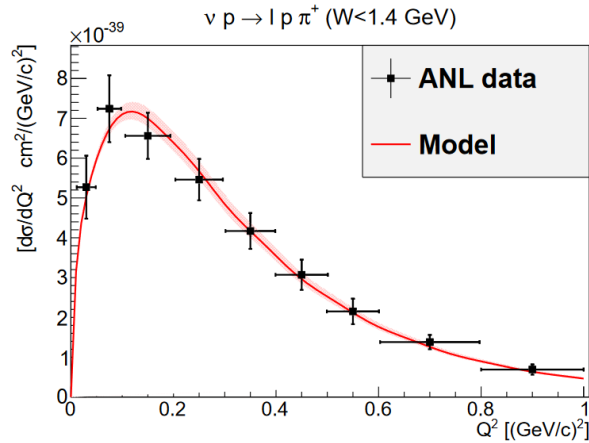 ν p → l p π⁺ (W<1.4 GeV)
×10⁻³⁹
[dσ/dQ² cm²/(GeV/c)²]
8
7
6
5
4
3
2
1
0
ANL data
Model
0 0.2 0.4 0.6 0.8 1
Q² [(GeV/c)²]